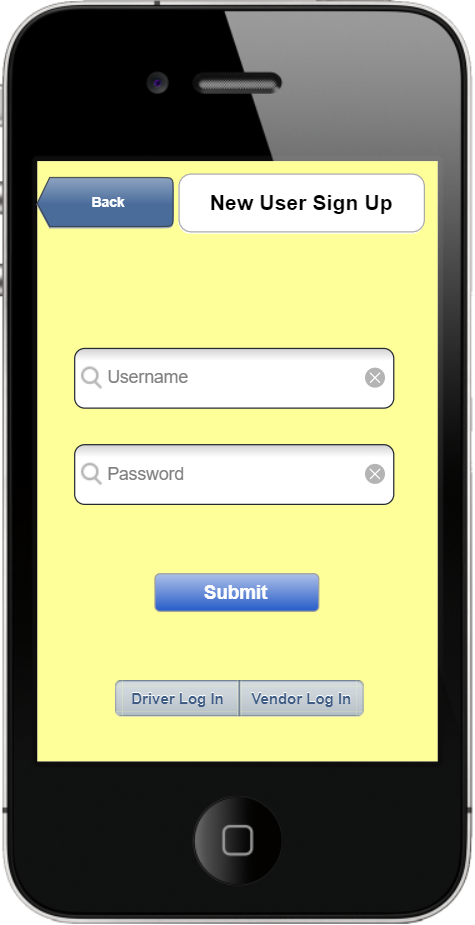 Back
New User Sign Up
Username
Password
Submit
Driver Log In
Vendor Log In